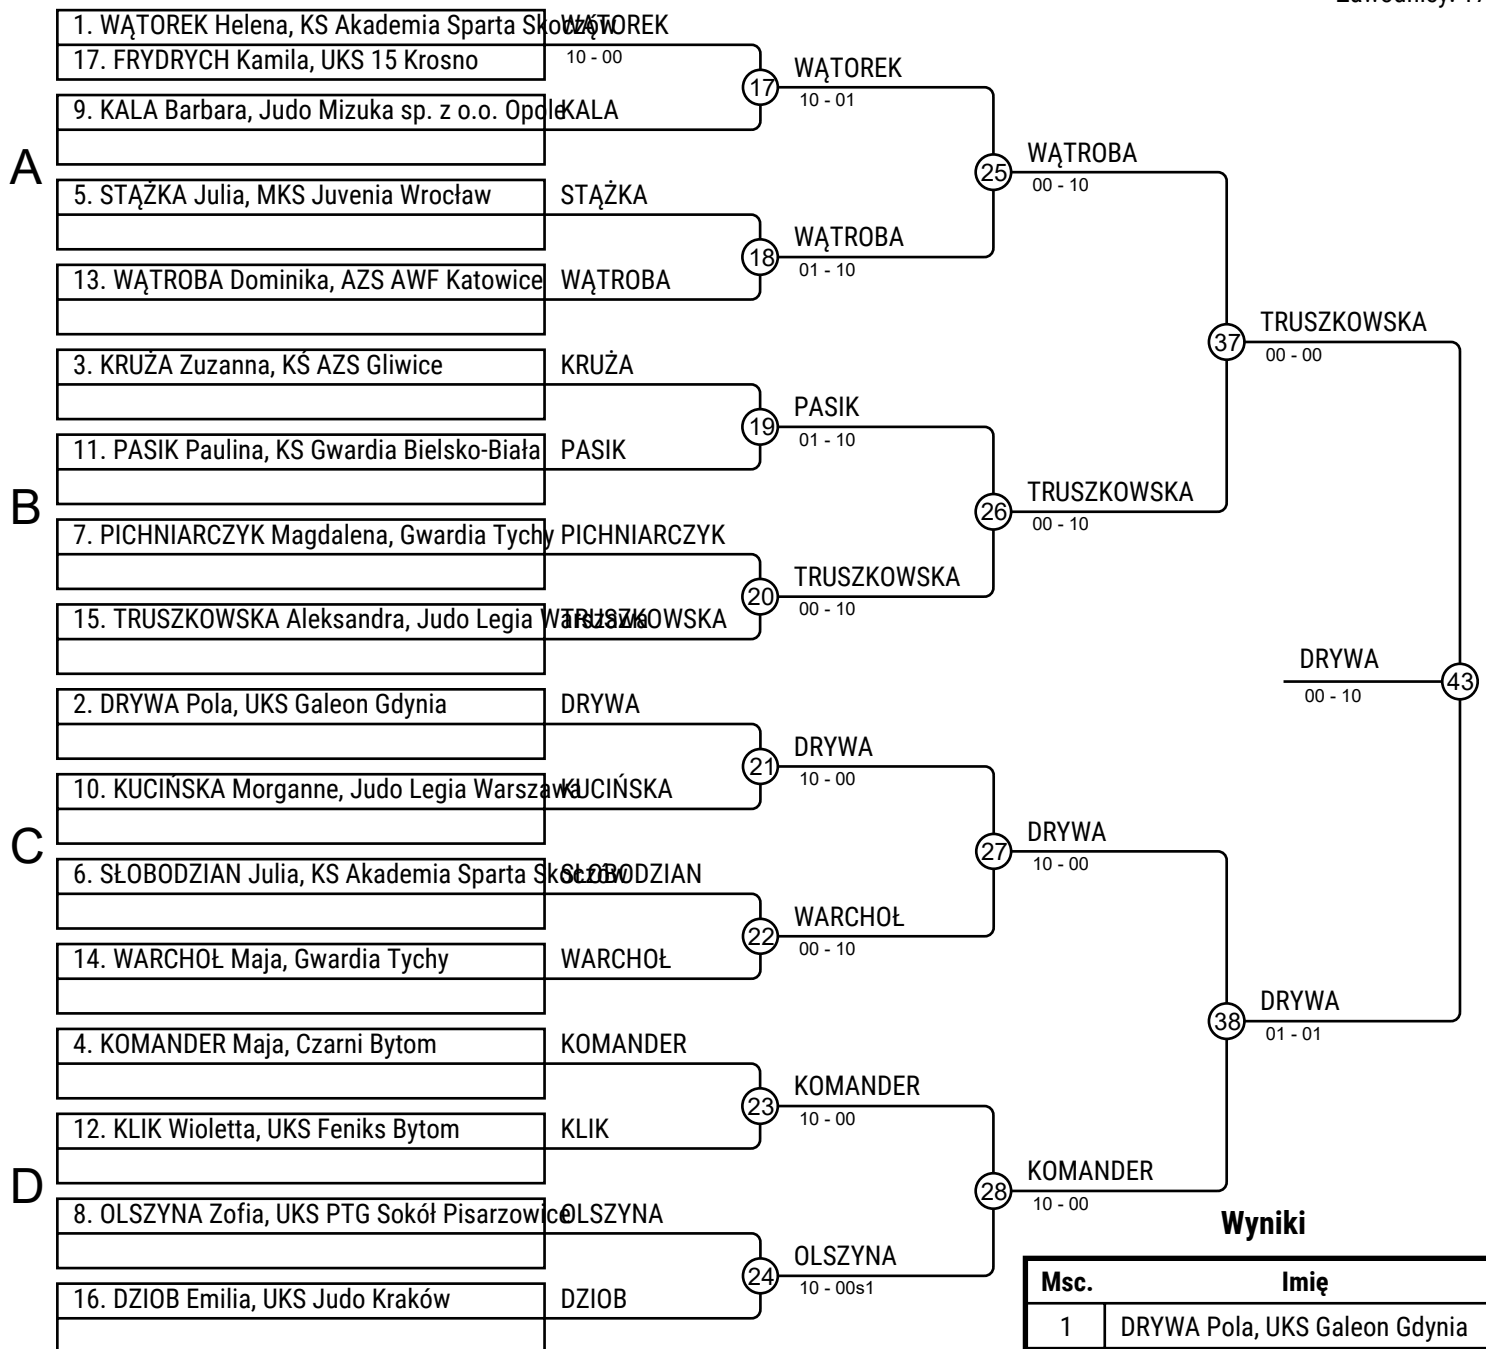 1. WĄTOREK Helena, KS Akademia Sparta Skoczów
WĄTOREK
17. FRYDRYCH Kamila, UKS 15 Krosno
10 - 00
17
WĄTOREK
10 - 01
9. KALA Barbara, Judo Mizuka sp. z o.o. Opole
KALA
A
25
WĄTROBA
00 - 10
5. STĄŻKA Julia, MKS Juvenia Wrocław
STĄŻKA
18
WĄTROBA
01 - 10
13. WĄTROBA Dominika, AZS AWF Katowice
WĄTROBA
37
TRUSZKOWSKA
00 - 00
3. KRUŻA Zuzanna, KŚ AZS Gliwice
KRUŻA
19
PASIK
01 - 10
11. PASIK Paulina, KS Gwardia Bielsko-Biała
PASIK
B
26
TRUSZKOWSKA
00 - 10
7. PICHNIARCZYK Magdalena, Gwardia Tychy
PICHNIARCZYK
20
TRUSZKOWSKA
00 - 10
15. TRUSZKOWSKA Aleksandra, Judo Legia Warszawa
TRUSZKOWSKA
DRYWA
00 - 10
43
2. DRYWA Pola, UKS Galeon Gdynia
DRYWA
21
DRYWA
10 - 00
10. KUCIŃSKA Morganne, Judo Legia Warszawa
KUCIŃSKA
C
27
DRYWA
10 - 00
6. SŁOBODZIAN Julia, KS Akademia Sparta Skoczów
SŁOBODZIAN
22
WARCHOŁ
00 - 10
14. WARCHOŁ Maja, Gwardia Tychy
WARCHOŁ
38
DRYWA
01 - 01
4. KOMANDER Maja, Czarni Bytom
KOMANDER
23
KOMANDER
10 - 00
12. KLIK Wioletta, UKS Feniks Bytom
KLIK
D
28
KOMANDER
10 - 00
8. OLSZYNA Zofia, UKS PTG Sokół Pisarzowice
OLSZYNA
24
OLSZYNA
10 - 00s1
16. DZIOB Emilia, UKS Judo Kraków
DZIOB
Wyniki
Msc. Imię
1 DRYWA Pola, UKS Galeon Gdynia